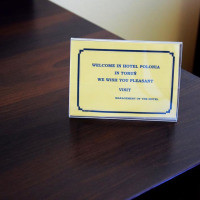 WELCOME IN HOTEL POLONIA
IN TORUŃ
WE WISH YOU PLEASANT
VISIT
MANAGEMENT OF THE HOTEL